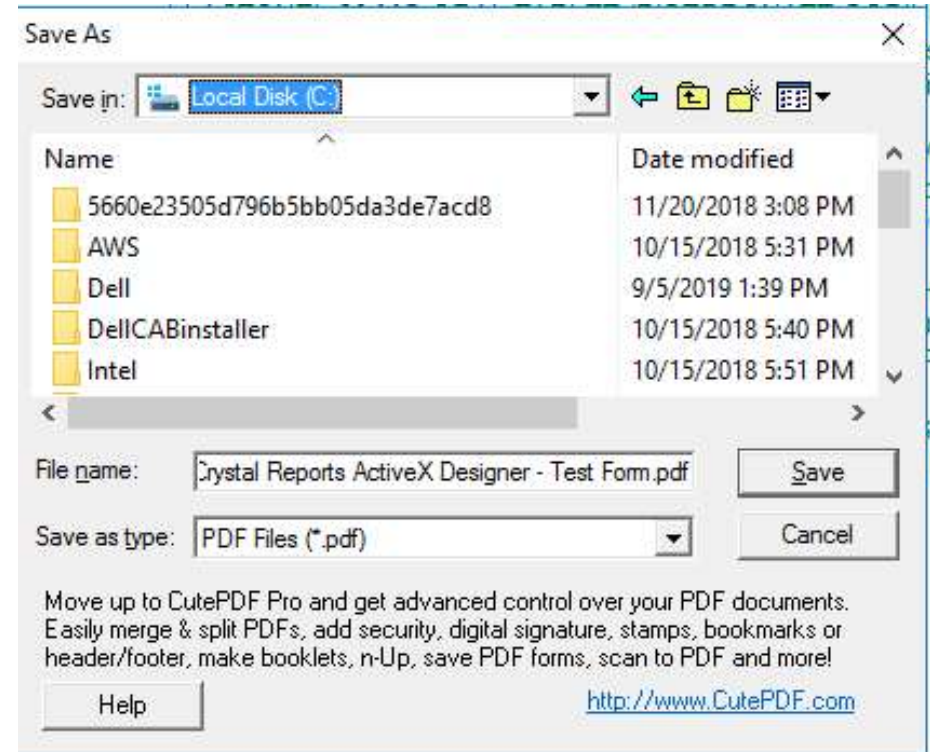 Save As
Save in: Local Disk (C:)
Name Date modified
5660e23505d796b5bb05da3de7acd8 11/20/2018 3:08 PM
AWS 10/15/2018 5:31 PM
Dell 9/5/2019 1:39 PM
DellCABinstaller 10/15/2018 5:40 PM
Intel 10/15/2018 5:51 PM
File name: Crystal Reports ActiveX Designer - Test Form.pdf Save
Save as type: PDF Files (*.pdf) Cancel
Move up to CutePDF Pro and get advanced control over your PDF documents.
Easily merge & split PDFs, add security, digital signature, stamps, bookmarks or
header/footer, make booklets, n-Up, save PDF forms, scan to PDF and more!
Help http://www.CutePDF.com